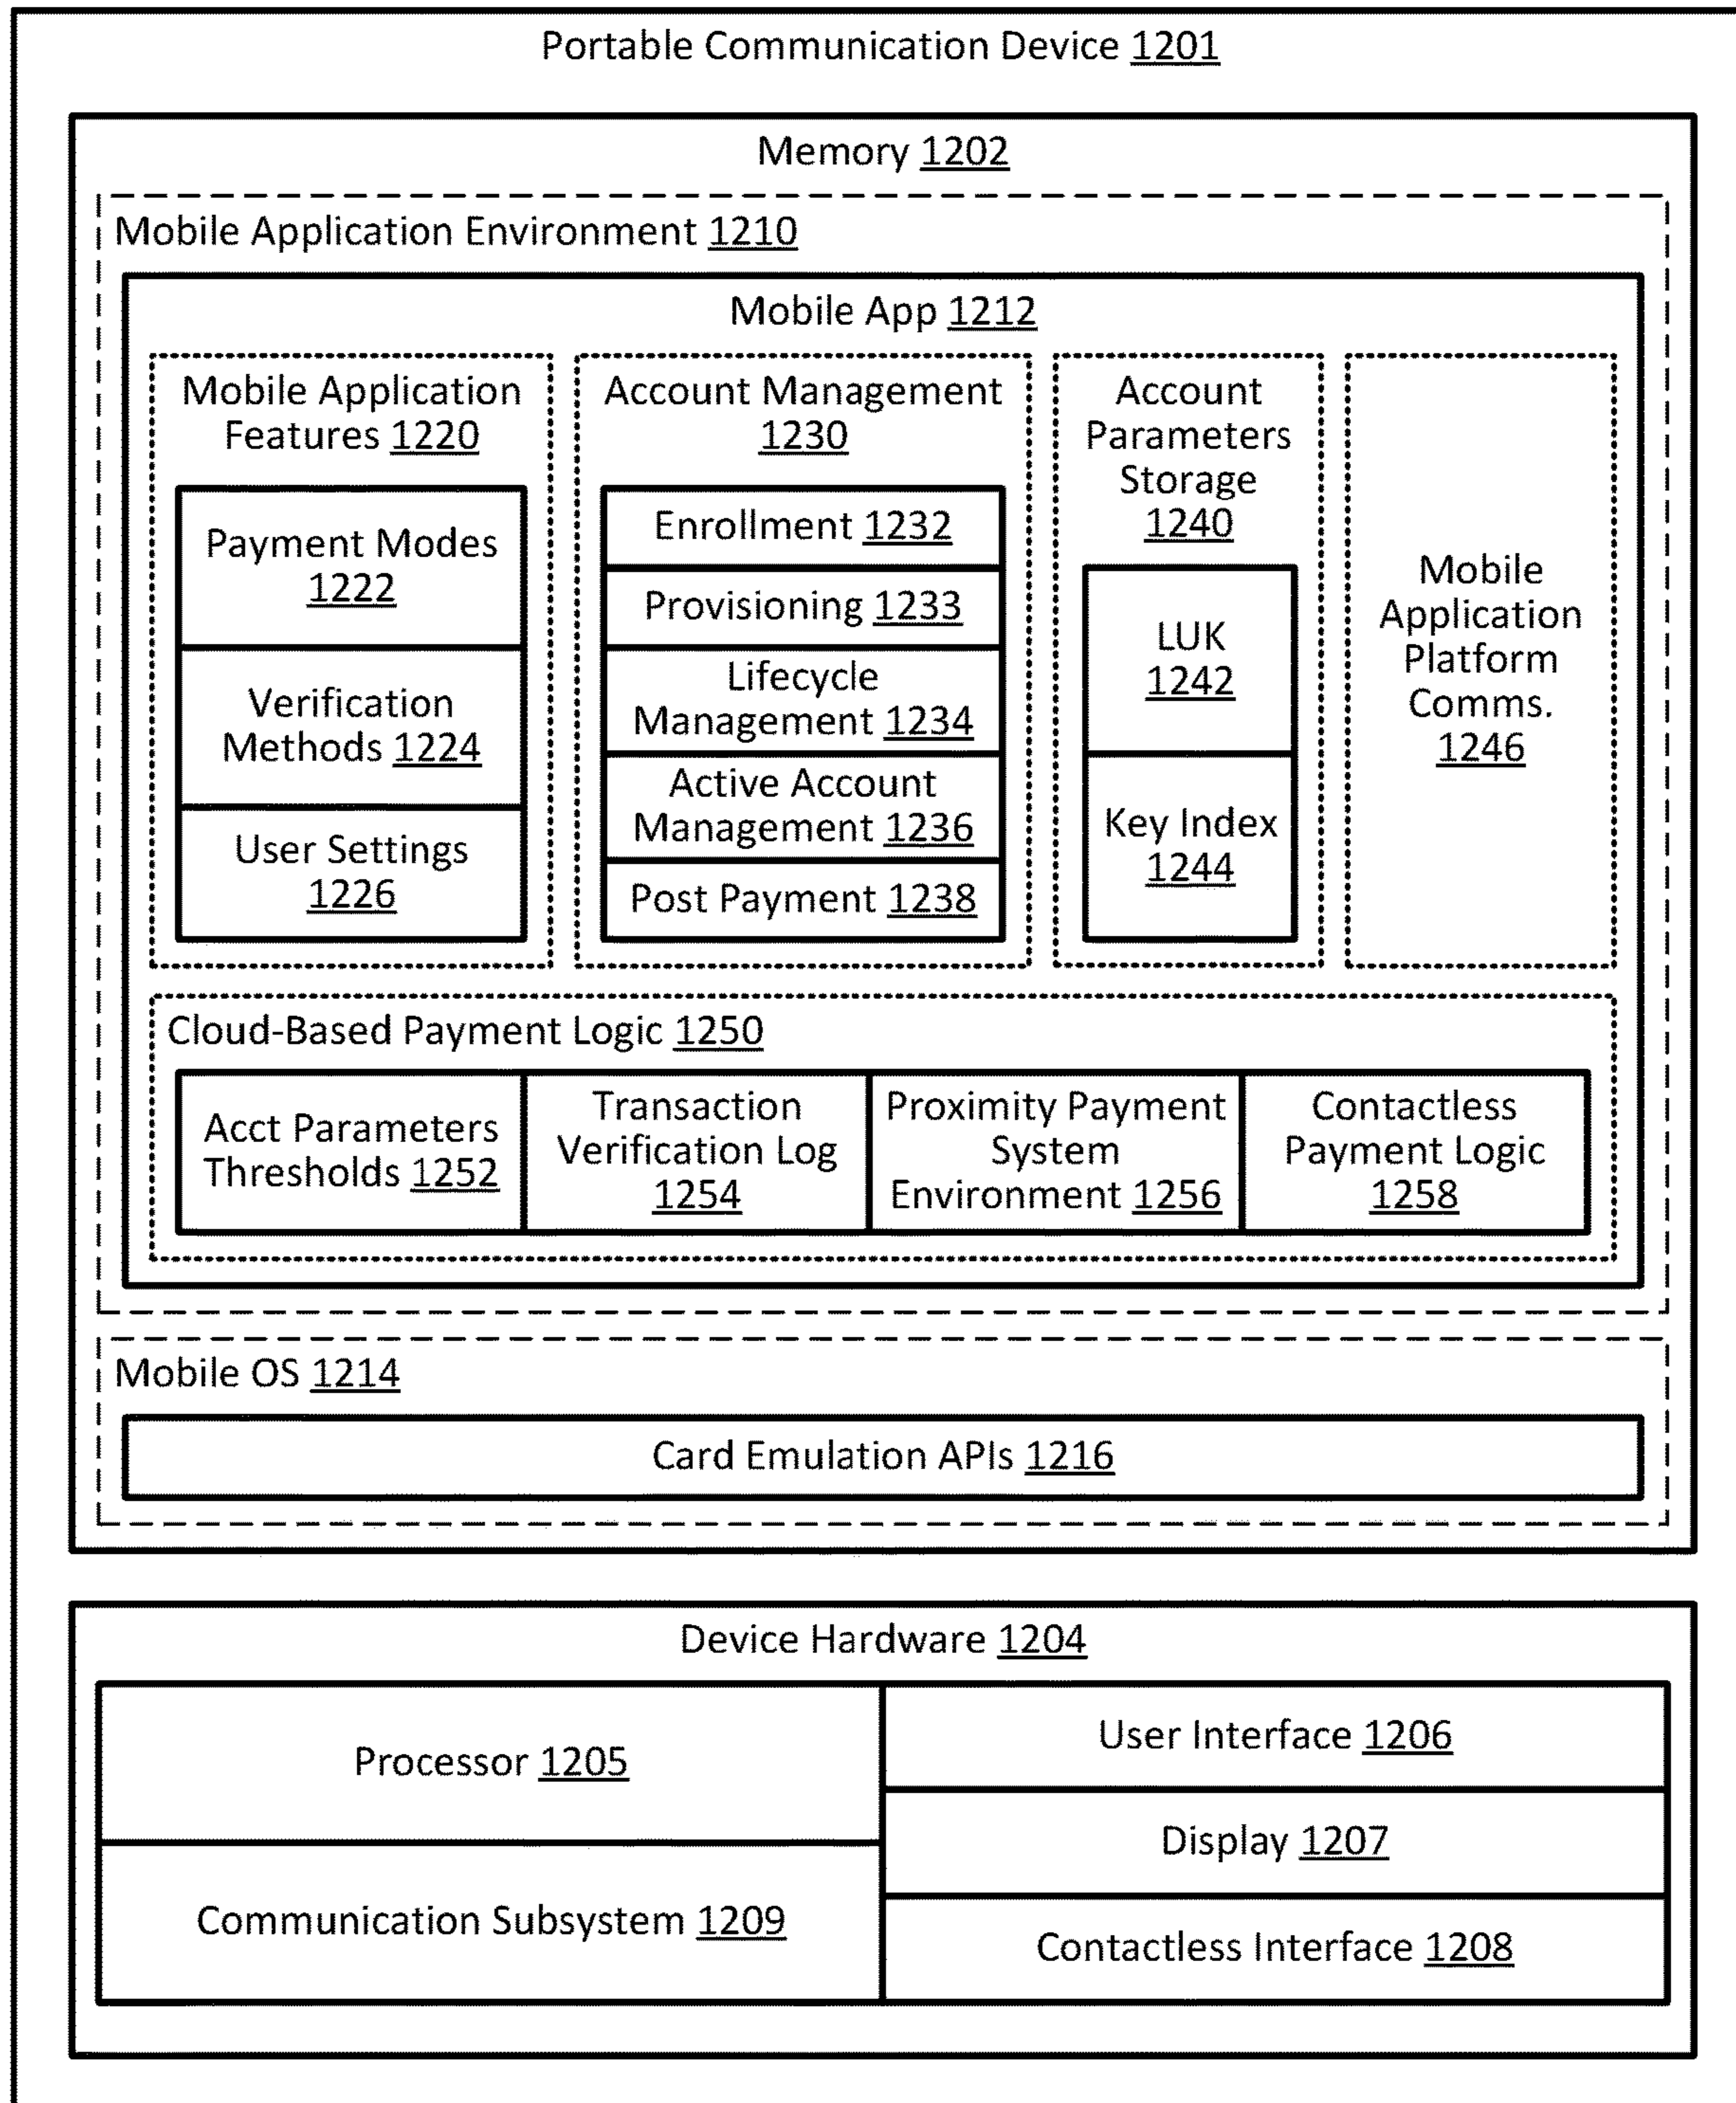 Portable Communication Device 1201
Memory 1202
Mobile Application Environment 1210
Mobile App 1212
Mobile Application
Features 1220
Payment Modes
1222
Verification
Methods 1224
User Settings
1226
Account Management
1230
Enrollment 1232
Provisioning 1233
Lifecycle
Management 1234
Active Account
Management 1236
Post Payment 1238
Account
Parameters
Storage
1240
LUK
1242
Key Index
1244
Mobile
Application
Platform
Comms.
1246
Cloud-Based Payment Logic 1250
Acct Parameters
Thresholds 1252
Transaction
Verification Log
1254
Proximity Payment
System
Environment 1256
Contactless
Payment Logic
1258
Mobile OS 1214
Card Emulation APIs 1216
Device Hardware 1204
Processor 1205
Communication Subsystem 1209
User Interface 1206
Display 1207
Contactless Interface 1208